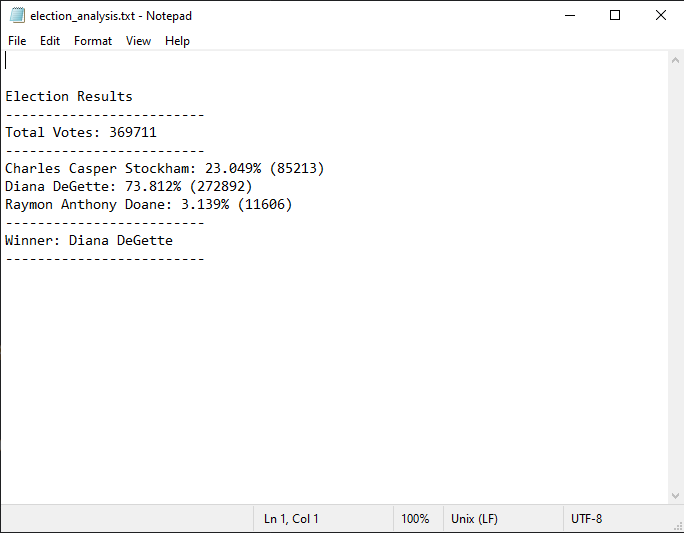 election_analysis.txt - Notepad
File Edit Format View Help
Election Results
-------------------------
Total Votes: 369711
-------------------------
Charles Casper Stockham: 23.049% (85213)
Diana DeGette: 73.812% (272892)
Raymon Anthony Doane: 3.139% (11606)
-------------------------
Winner: Diana DeGette
-------------------------
Ln 1, Col 1 100% Unix (LF) UTF-8